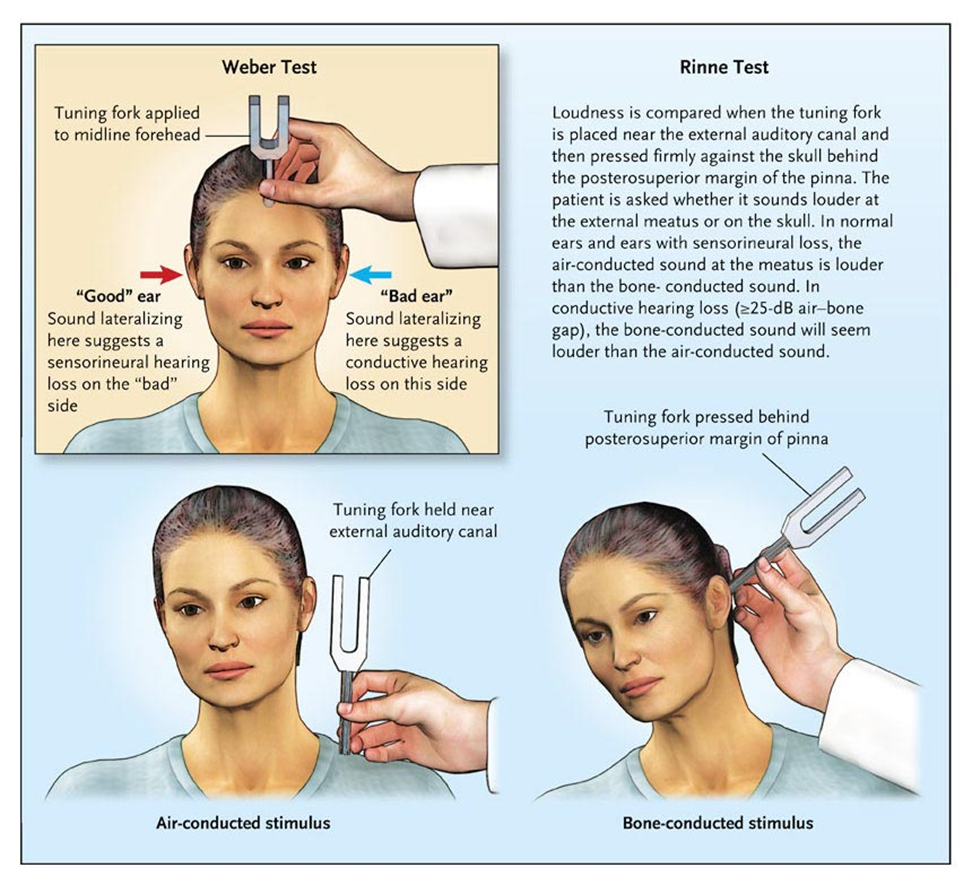 Weber Test
Tuning fork applied
to midline forehead
“Good” ear
Sound lateralizing
here suggests a
sensorineural hearing
loss on the “bad”
side
“Bad ear”
Sound lateralizing
here suggests a
conductive hearing
loss on this side
Rinne Test
Loudness is compared when the tuning fork
is placed near the external auditory canal and
then pressed firmly against the skull behind
the posterosuperior margin of the pinna. The
patient is asked whether it sounds louder at
the external meatus or on the skull. In normal
ears and ears with sensorineural loss, the
air-conducted sound at the meatus is louder
than the bone- conducted sound. In
conductive hearing loss (≥25-dB air–bone
gap), the bone-conducted sound will seem
louder than the air-conducted sound.
Tuning fork held near
external auditory canal
Air-conducted stimulus
Tuning fork pressed behind
posterosuperior margin of pinna
Bone-conducted stimulus